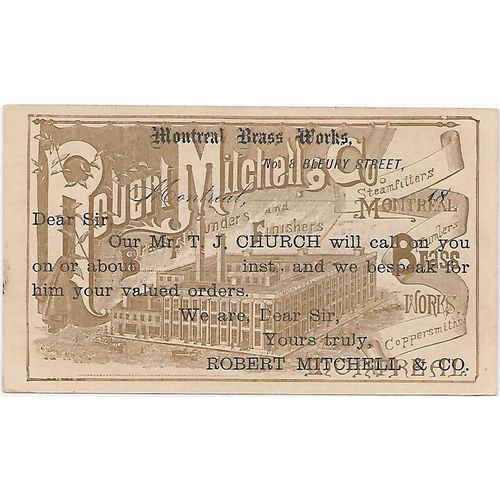 Montreal Brass Works,
No. 8 BLEURY STREET,
Montreal, 18
Dear Sir
Our Mr. T. J. CHURCH will call on you
on or about inst., and we bespeak for
him your valued orders.
We are, Dear Sir,
Yours truly,
ROBERT MITCHELL & CO.
Robert Mitchell & Co
Brass Founders and
Finishers
Steamfitters
MONTREAL
Founders
BRASS
WORKS.
Coppersmiths
MONTREAL.